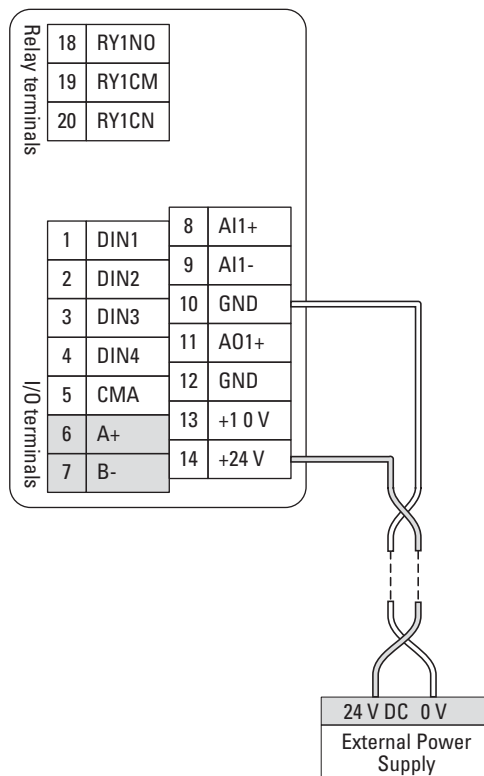 Relay terminals
18 RY1NO
19 RY1CM
20 RY1CN
I/O terminals
1 DIN1
2 DIN2
3 DIN3
4 DIN4
5 CMA
6 A+
7 B-
8 AI1+
9 AI1-
10 GND
11 AO1+
12 GND
13 +1 0 V
14 +24 V
24 V DC 0 V
External Power
Supply